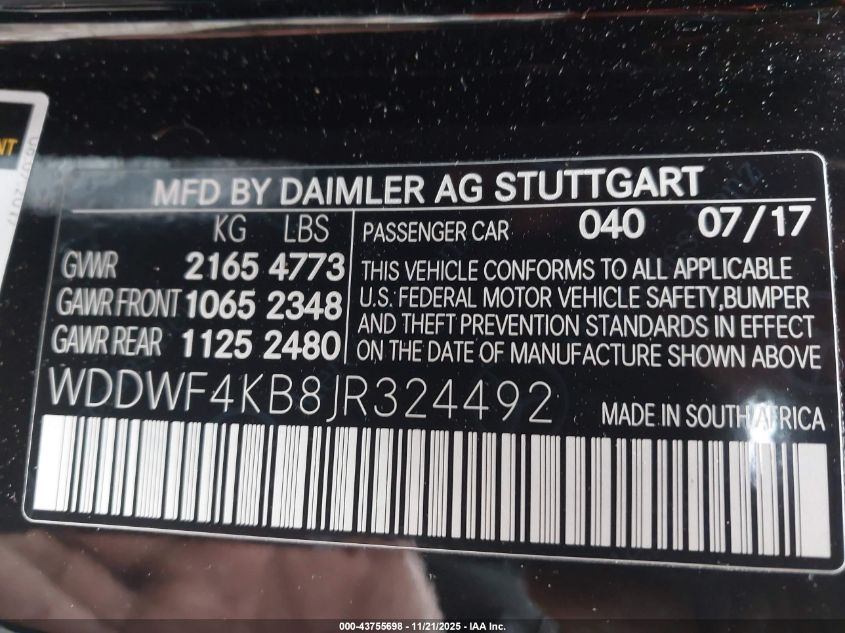 NT
MFD BY DAIMLER AG STUTTGART
KG LBS
GVWR 2165 4773
GAWR FRONT 1065 2348
GAWR REAR 1125 2480
PASSENGER CAR 040 07/17
THIS VEHICLE CONFORMS TO ALL APPLICABLE
U.S. FEDERAL MOTOR VEHICLE SAFETY,BUMPER
AND THEFT PREVENTION STANDARDS IN EFFECT
ON THE DATE OF MANUFACTURE SHOWN ABOVE
WDDWF4KB8JR324492
MADE IN SOUTH AFRICA
000-43755698 - 11/21/2025 - IAA Inc.